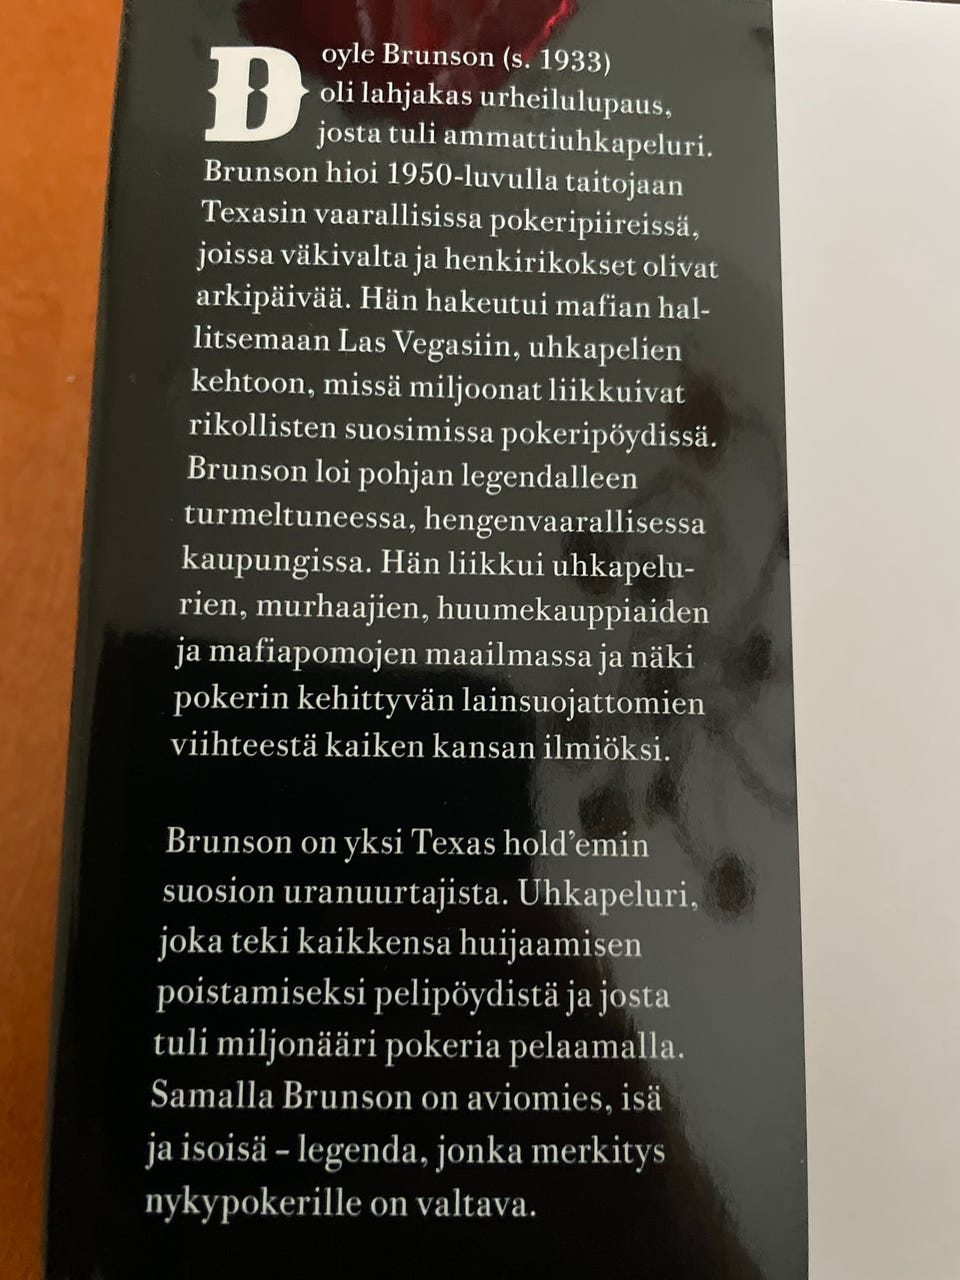 Doyle Brunson (s. 1933)
oli lahjakas urheilulupaus,
josta tuli ammattiuhkapeluri.
Brunson hioi 1950-luvulla taitojaan
Texasin vaarallisissa pokeripiireissä,
joissa väkivalta ja henkirikokset olivat
arkipäivää. Hän hakeutui mafian hal-
litsemaan Las Vegasiin, uhkapelien
kehtoon, missä miljoonat liikkuivat
rikollisten suosimissa pokeripöydissä.
Brunson loi pohjan legendalleen
turmeltuneessa, hengenvaarallisessa
kaupungissa. Hän liikkui uhkapelu-
rien, murhaajien, huumekauppiaiden
ja mafiapomojen maailmassa ja näki
pokerin kehittyvän lainsuojattomien
viihteestä kaiken kansan ilmiöksi.

Brunson on yksi Texas hold’emin
suosion uranuurtajista. Uhkapeluri,
joka teki kaikkensa huijaamisen
poistamiseksi pelipöydistä ja josta
tuli miljonääri pokeria pelaamalla.
Samalla Brunson on aviomies, isä
ja isoisä – legenda, jonka merkitys
nykypokerille on valtava.